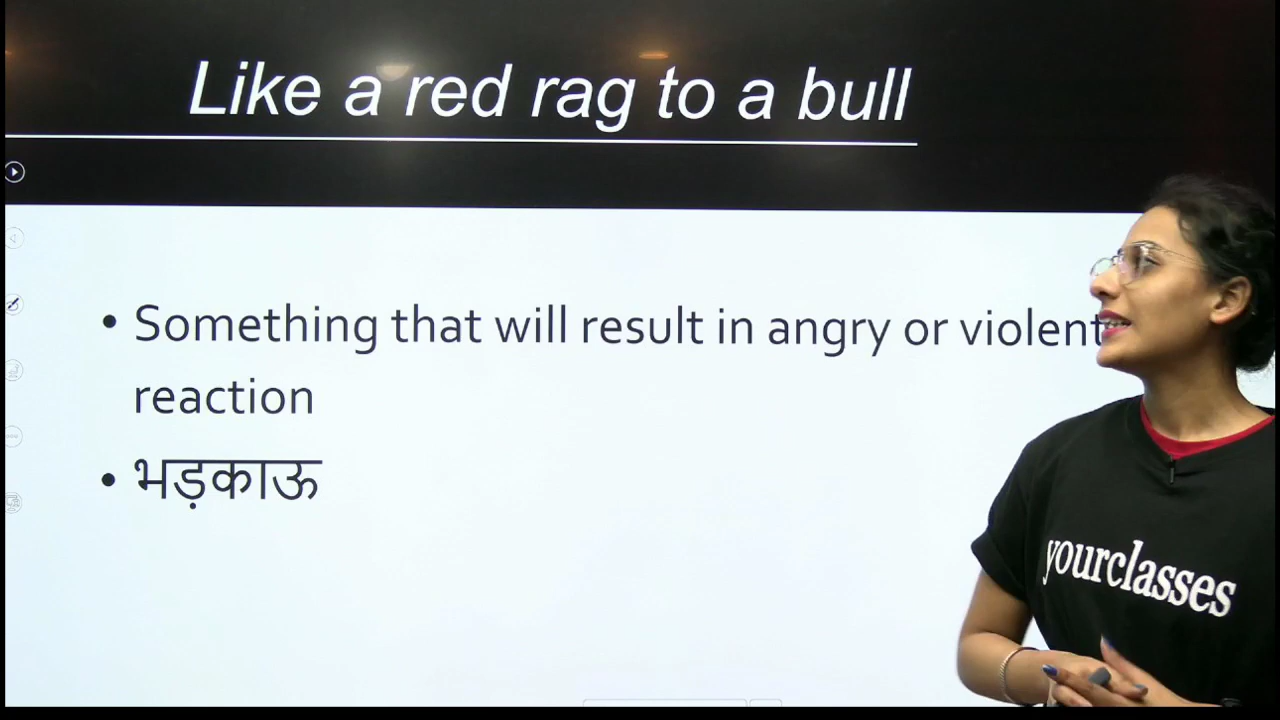 Like a red rag to a bull
• Something that will result in angry or violent
reaction
• भड़काऊ
yourclasses